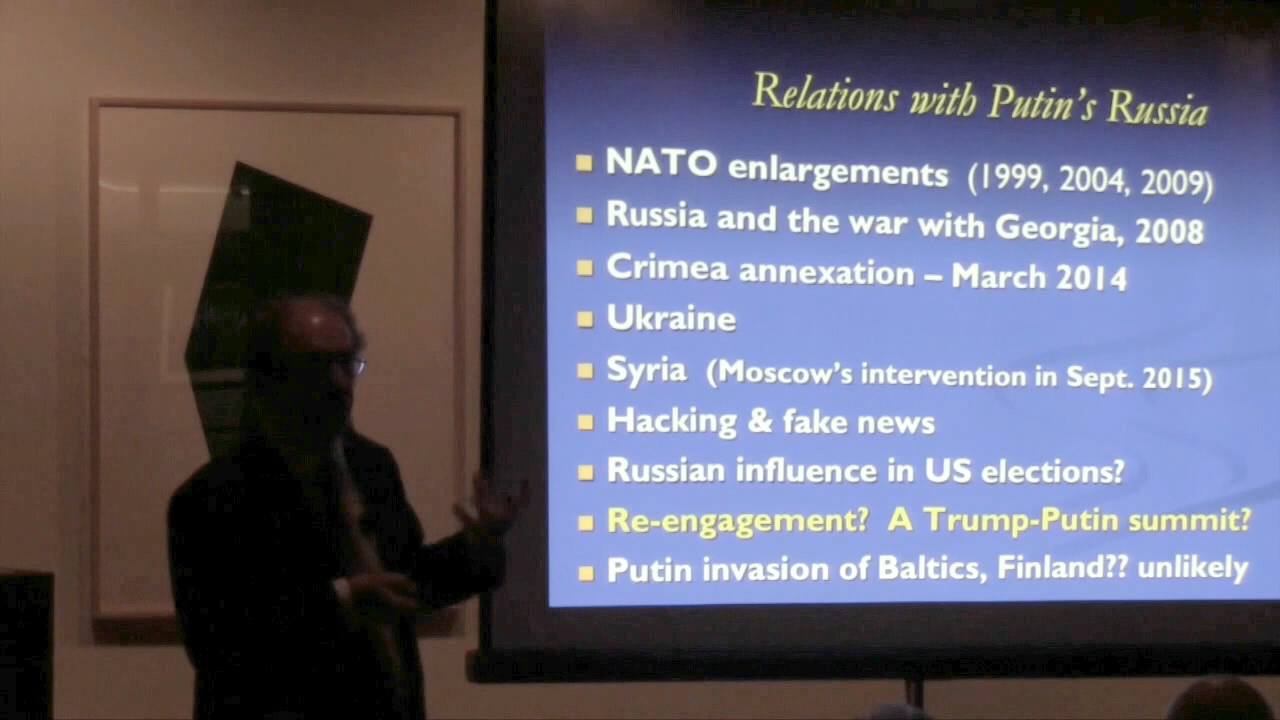 Relations with Putin's Russia
NATO enlargements (1999, 2004, 2009)
Russia and the war with Georgia, 2008
Crimea annexation – March 2014
Ukraine
Syria (Moscow's intervention in Sept. 2015)
Hacking & fake news
Russian influence in US elections?
Re-engagement? A Trump-Putin summit?
Putin invasion of Baltics, Finland?? unlikely